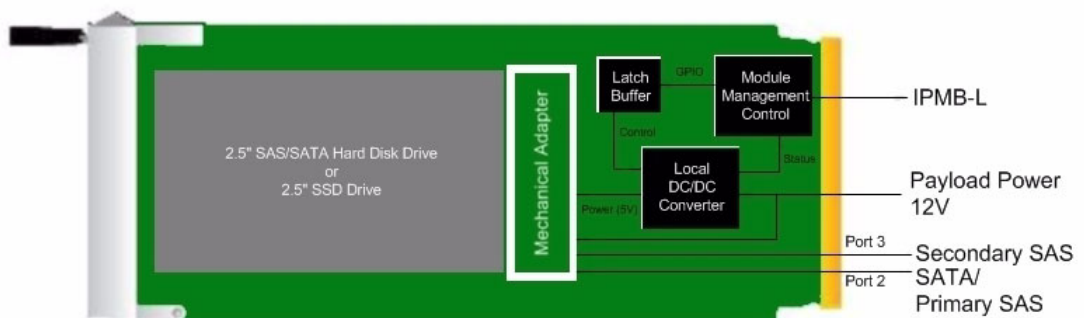 2.5" SAS/SATA Hard Disk Drive
or
2.5" SSD Drive
Mechanical Adapter
Latch
Buffer
GPIO
Module
Management
Control
Control
Status
Local
DC/DC
Converter
Power (5V)
IPMB-L
Payload Power
12V
Port 3
Secondary SAS
Port 2
SATA/
Primary SAS